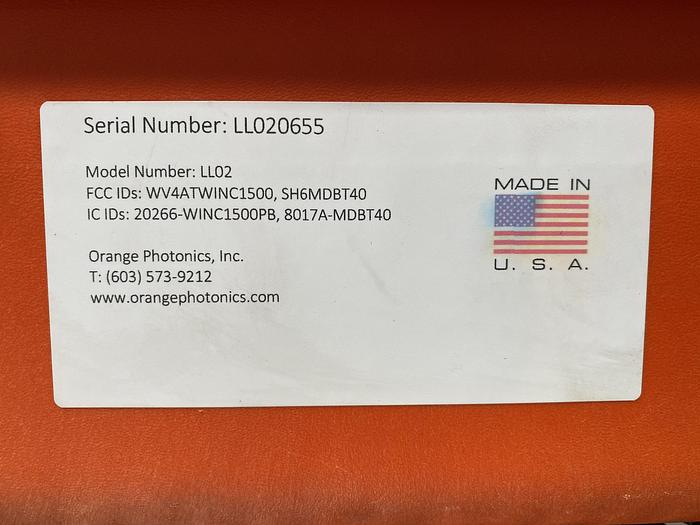 Serial Number: LL020655
Model Number: LL02
FCC IDs: WV4ATWINC1500, SH6MDBT40
IC IDs: 20266-WINC1500PB, 8017A-MDBT40
Orange Photonics, Inc.
T: (603) 573-9212
www.orangephotonics.com
MADE IN
U. S. A.